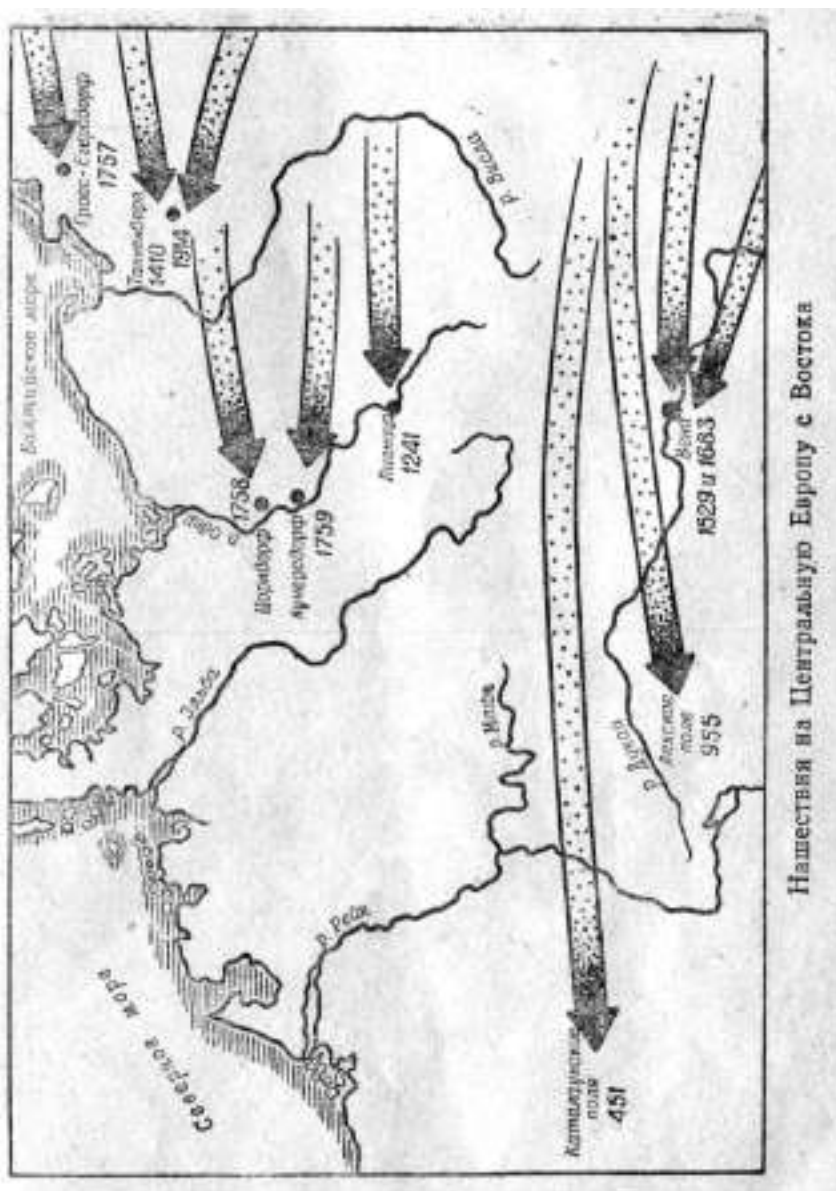 Северное море
Балтийское море
Гросс-Егерсдорф
1757
Танненберг
1410
1914
р. Эльба
р. Одер
Цорндорф
1758
Кунерсдорф
1759
р. Рейн
р. Майн
Лигниц
1241
р. Висла
Каталаунские
поля
451
р. Дунай
Лехское
поле
955
Вена
1529 и 1683
Нашествия на Центральную Европу с Востока